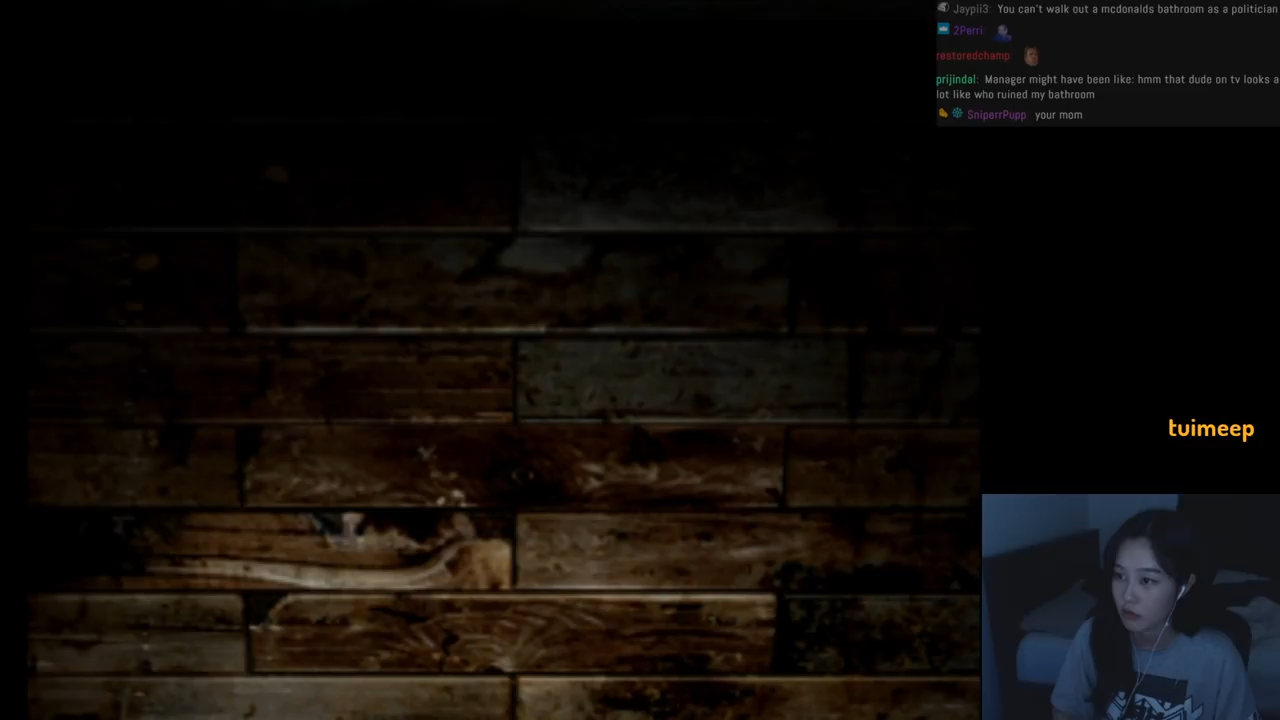 Jaypii3: You can't walk out a mcdonalds bathroom as a politician
2Perri
restoredchamp
prijindal: Manager might have been like: hmm that dude on tv looks a
lot like who ruined my bathroom
SniperrPupp your mom
tuimeep